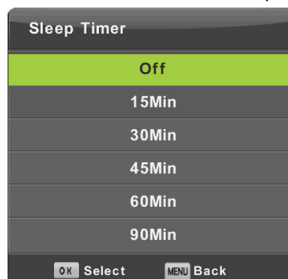 Sleep Timer
Off
15Min
30Min
45Min
60Min
90Min
OK Select MENU Back